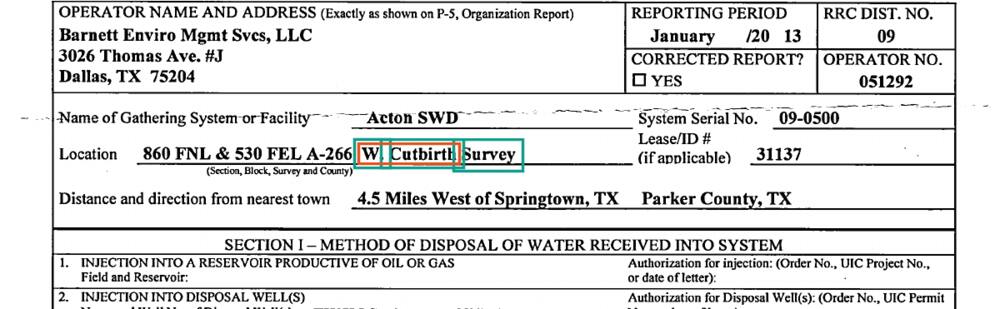 OPERATOR NAME AND ADDRESS (Exactly as shown on P-5, Organization Report)
Barnett Enviro Mgmt Svcs, LLC
3026 Thomas Ave. #J
Dallas, TX 75204
REPORTING PERIOD
January /20 13
RRC DIST. NO.
09
CORRECTED REPORT?
☐ YES
OPERATOR NO.
051292
Name of Gathering System or Facility Acton SWD
System Serial No. 09-0500
Location 860 FNL & 530 FEL A-266 W. Cutbirth Survey
(Section, Block, Survey and County)
Lease/ID #
(if applicable) 31137
Distance and direction from nearest town 4.5 Miles West of Springtown, TX Parker County, TX
SECTION I – METHOD OF DISPOSAL OF WATER RECEIVED INTO SYSTEM
1. INJECTION INTO A RESERVOIR PRODUCTIVE OF OIL OR GAS
Field and Reservoir:
Authorization for injection: (Order No., UIC Project No.,
or date of letter):
2. INJECTION INTO DISPOSAL WELL(S)
Authorization for Disposal Well(s): (Order No., UIC Permit